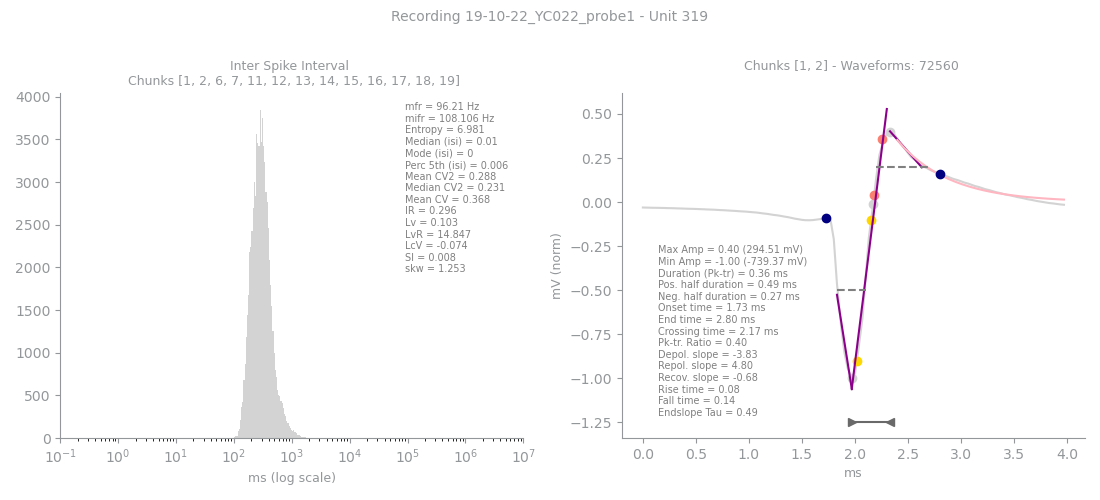 Recording 19-10-22_YC022_probe1 - Unit 319
Inter Spike Interval
Chunks [1, 2, 6, 7, 11, 12, 13, 14, 15, 16, 17, 18, 19]
4000
3500
3000
2500
2000
1500
1000
500
0
mfr = 96.21 Hz
mifr = 108.106 Hz
Entropy = 6.981
Median (isi) = 0.01
Mode (isi) = 0
Perc 5th (isi) = 0.006
Mean CV2 = 0.288
Median CV2 = 0.231
Mean CV = 0.368
IR = 0.296
Lv = 0.103
LvR = 14.847
LcV = -0.074
SI = 0.008
skw = 1.253
10⁻¹ 10⁰ 10¹ 10² 10³ 10⁴ 10⁵ 10⁶ 10⁷
ms (log scale)
Chunks [1, 2] - Waveforms: 72560
mV (norm)
0.50
0.25
0.00
−0.25
−0.50
−0.75
−1.00
−1.25
Max Amp = 0.40 (294.51 mV)
Min Amp = -1.00 (-739.37 mV)
Duration (Pk-tr) = 0.36 ms
Pos. half duration = 0.49 ms
Neg. half duration = 0.27 ms
Onset time = 1.73 ms
End time = 2.80 ms
Crossing time = 2.17 ms
Pk-tr. Ratio = 0.40
Depol. slope = -3.83
Repol. slope = 4.80
Recov. slope = -0.68
Rise time = 0.08
Fall time = 0.14
Endslope Tau = 0.49
0.0 0.5 1.0 1.5 2.0 2.5 3.0 3.5 4.0
ms